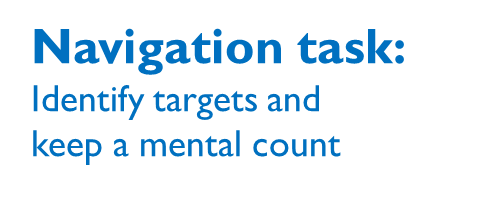 Navigation task:
Identify targets and
keep a mental count